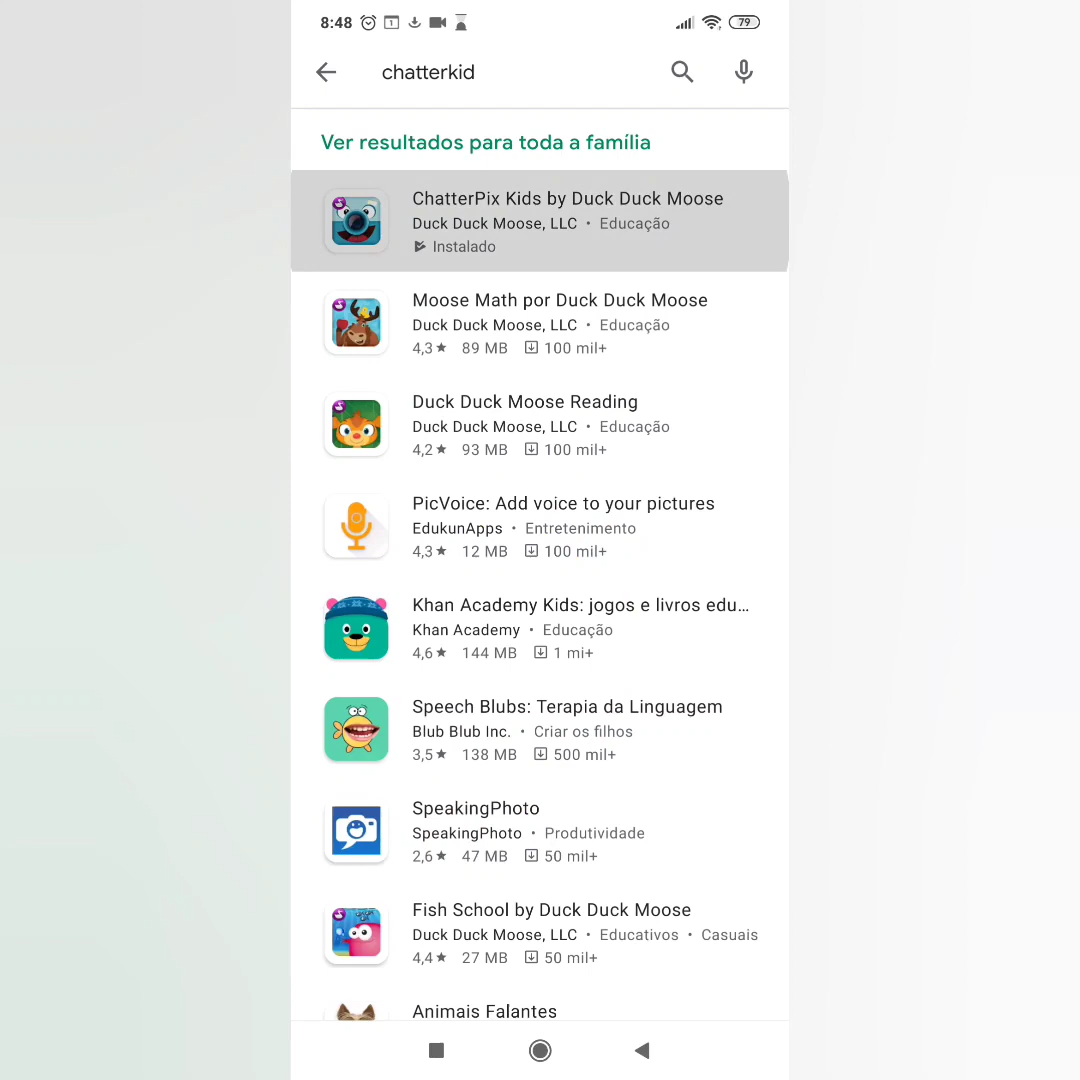 8:48 1 79
chatterkid
Ver resultados para toda a família
ChatterPix Kids by Duck Duck Moose
Duck Duck Moose, LLC • Educação
Instalado
Moose Math por Duck Duck Moose
Duck Duck Moose, LLC • Educação
4,3★ 89 MB 100 mil+
Duck Duck Moose Reading
Duck Duck Moose, LLC • Educação
4,2★ 93 MB 100 mil+
PicVoice: Add voice to your pictures
EdukunApps • Entretenimento
4,3★ 12 MB 100 mil+
Khan Academy Kids: jogos e livros edu...
Khan Academy • Educação
4,6★ 144 MB 1 mi+
Speech Blubs: Terapia da Linguagem
Blub Blub Inc. • Criar os filhos
3,5★ 138 MB 500 mil+
SpeakingPhoto
SpeakingPhoto • Produtividade
2,6★ 47 MB 50 mil+
Fish School by Duck Duck Moose
Duck Duck Moose, LLC • Educativos • Casuais
4,4★ 27 MB 50 mil+
Animais Falantes